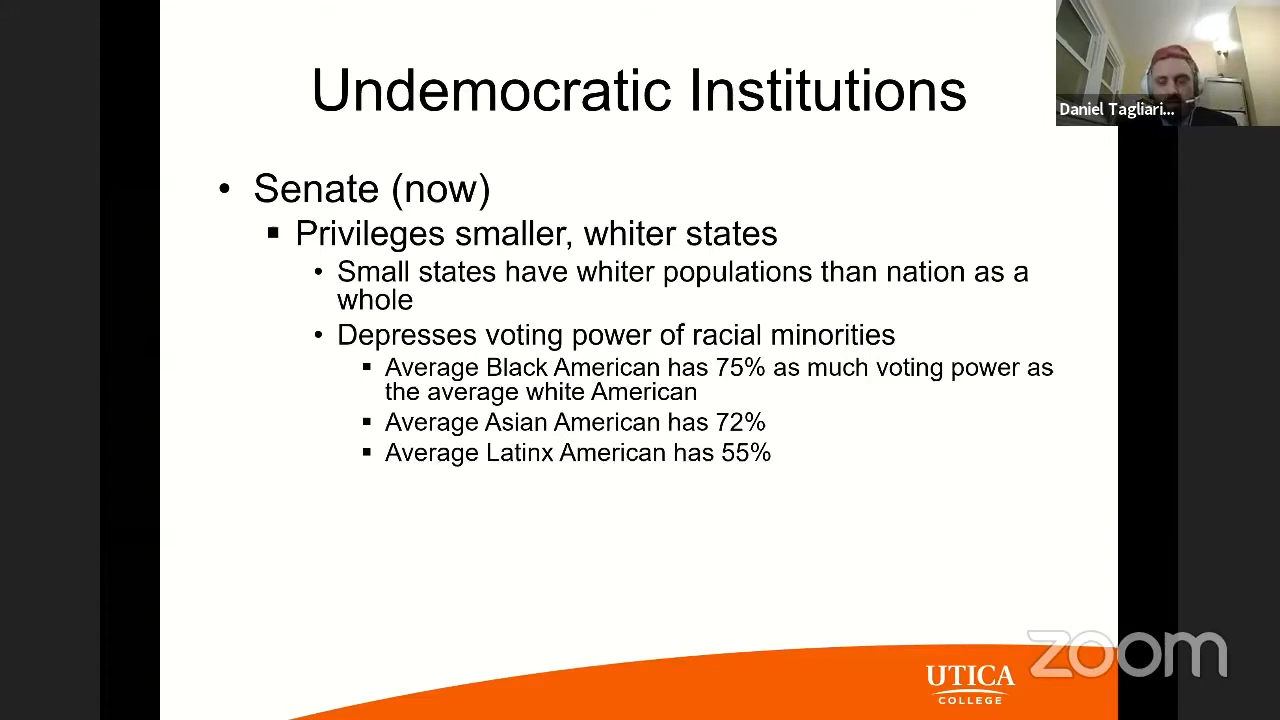 Undemocratic Institutions
Daniel Tagliari...
• Senate (now)
▪ Privileges smaller, whiter states
• Small states have whiter populations than nation as a
whole
• Depresses voting power of racial minorities
▪ Average Black American has 75% as much voting power as
the average white American
▪ Average Asian American has 72%
▪ Average Latinx American has 55%
zoom
UTICA
COLLEGE